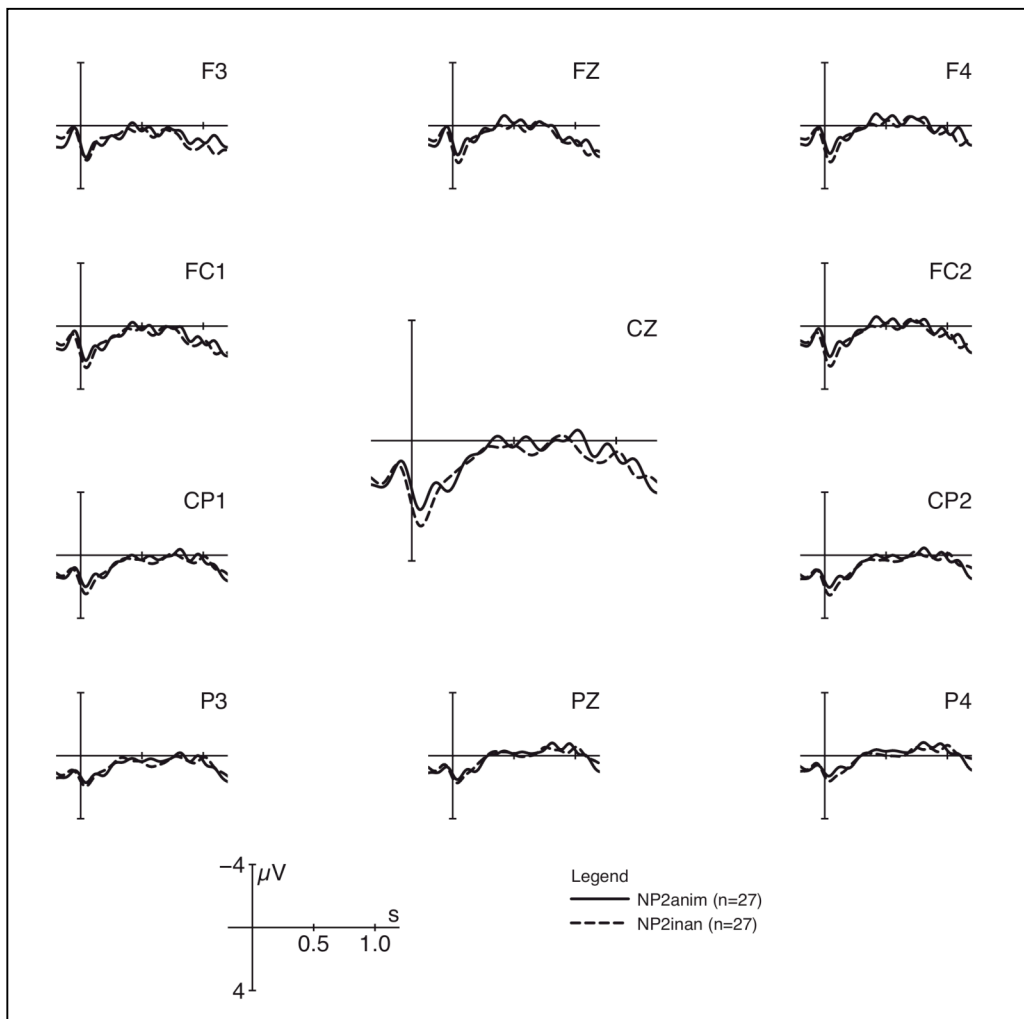 F3
FZ
F4
FC1
FC2
CZ
CP1
CP2
P3
PZ
P4
−4
µV
s
0.5 1.0
4
Legend
NP2anim (n=27)
NP2inan (n=27)